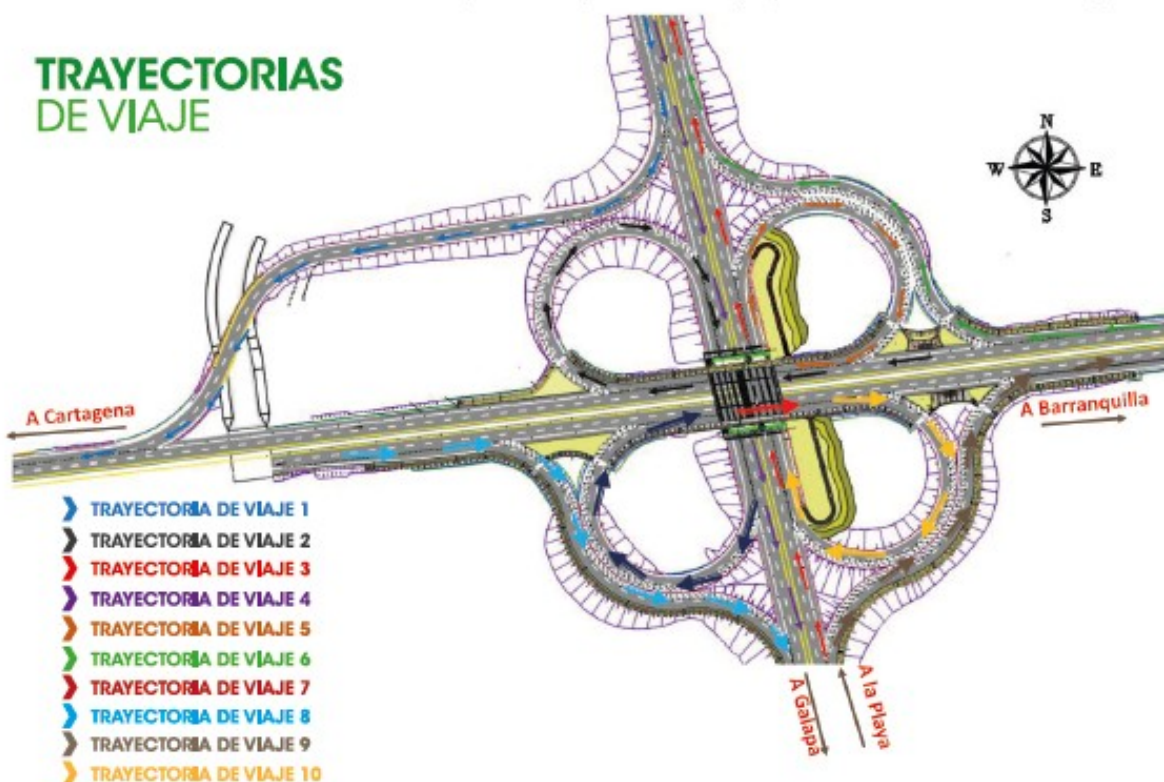 TRAYECTORIAS
DE VIAJE
N
W E
S
A Cartagena
A Barranquilla
TRAYECTORIA DE VIAJE 1
TRAYECTORIA DE VIAJE 2
TRAYECTORIA DE VIAJE 3
TRAYECTORIA DE VIAJE 4
TRAYECTORIA DE VIAJE 5
TRAYECTORIA DE VIAJE 6
TRAYECTORIA DE VIAJE 7
TRAYECTORIA DE VIAJE 8
TRAYECTORIA DE VIAJE 9
TRAYECTORIA DE VIAJE 10
A Galapa
A la Playa